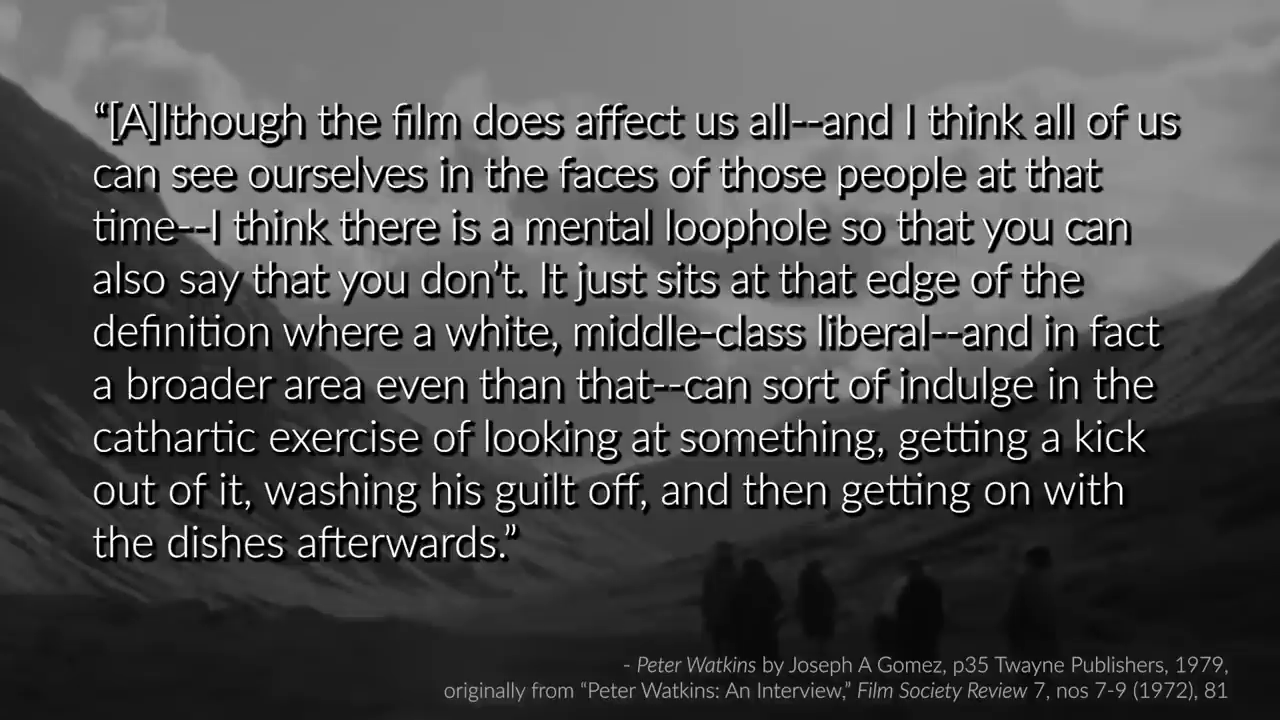 “[A]lthough the film does affect us all--and I think all of us
can see ourselves in the faces of those people at that
time--I think there is a mental loophole so that you can
also say that you don’t. It just sits at that edge of the
definition where a white, middle-class liberal--and in fact
a broader area even than that--can sort of indulge in the
cathartic exercise of looking at something, getting a kick
out of it, washing his guilt off, and then getting on with
the dishes afterwards.”
- Peter Watkins by Joseph A Gomez, p35 Twayne Publishers, 1979,
originally from “Peter Watkins: An Interview,” Film Society Review 7, nos 7-9 (1972), 81